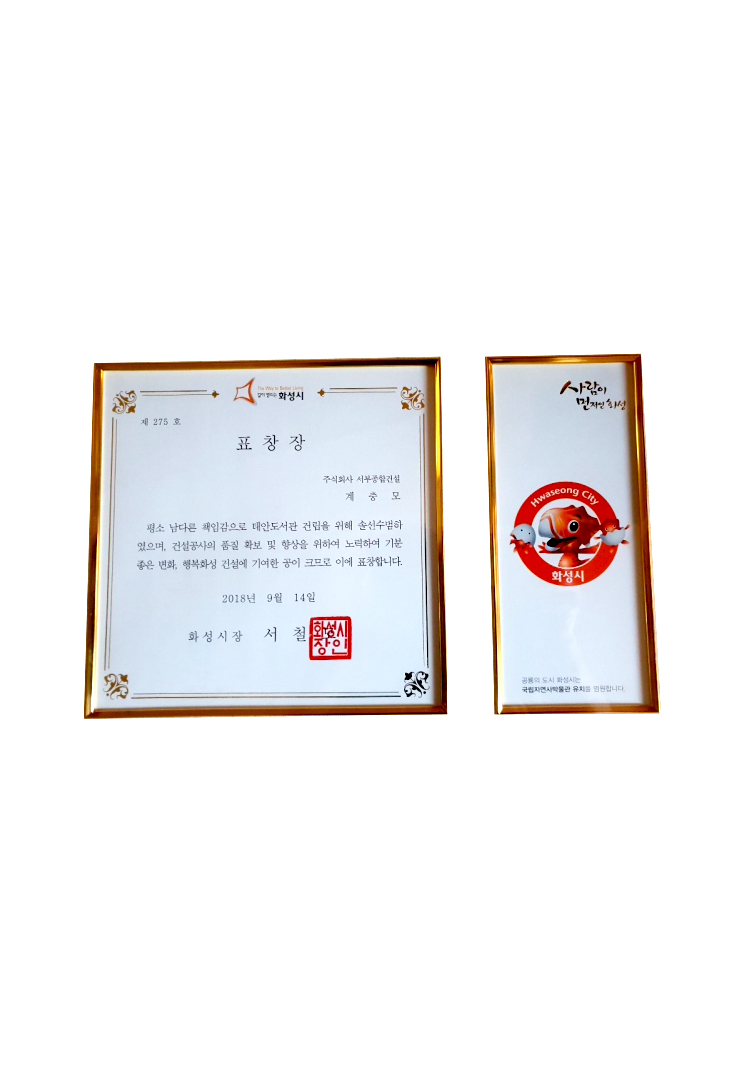 The Way to Better Living
길이 열리는 화성시
제 275 호
표 창 장
주식회사 서부종합건설
계 충 모
평소 남다른 책임감으로 태안도서관 건립을 위해 솔선수범하
였으며, 건설공사의 품질 확보 및 향상을 위하여 노력하여 기분
좋은 변화, 행복화성 건설에 기여한 공이 크므로 이에 표창합니다.
2018년 9월 14일
화성시장 서 철
화성시
장인
사람이
먼저인 화성
Hwaseong City
화성시
공룡의 도시 화성시는
국립자연사박물관 유치를 염원합니다.